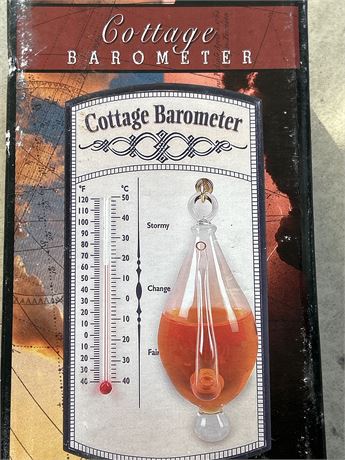 Cottage
BAROMETER
Cottage Barometer
°F °C
120 50
110
100 40
90
80 30
70
60 20
50
40 10
30 0
20
10 10
0
10 20
20 30
30
40 40
Stormy
Change
Fair